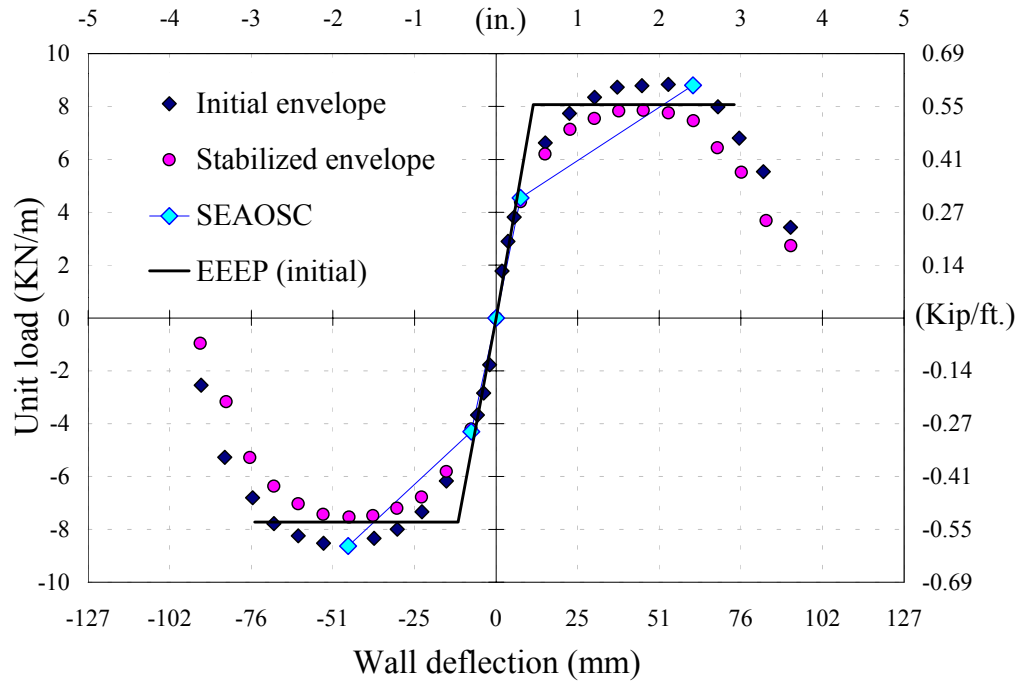 -5 -4 -3 -2 -1 (in.) 1 2 3 4 5
10 0.69
8 0.55
6 0.41
4 0.27
2 0.14
0 (Kip/ft.)
-2 -0.14
-4 -0.27
-6 -0.41
-8 -0.55
-10 -0.69
Initial envelope
Stabilized envelope
SEAOSC
EEEP (initial)
Unit load (KN/m)
-127 -102 -76 -51 -25 0 25 51 76 102 127
Wall deflection (mm)